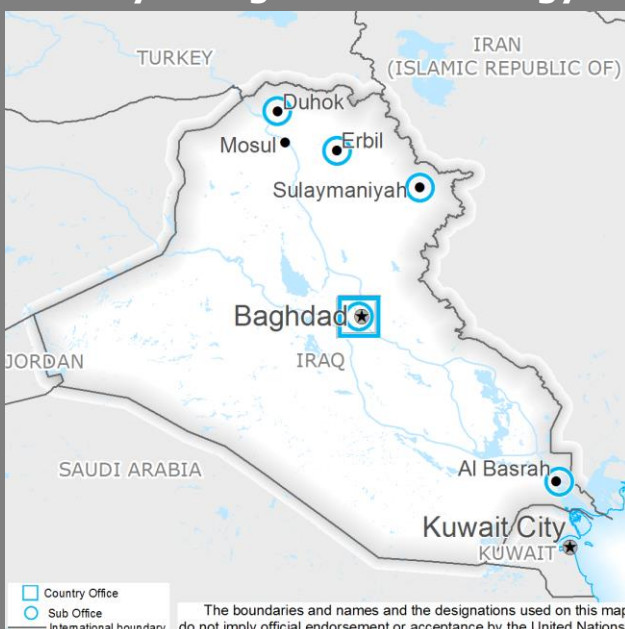 TURKEY
IRAN
(ISLAMIC REPUBLIC OF)
Duhok
Mosul
Erbil
Sulaymaniyah
Baghdad
IRAQ
JORDAN
SAUDI ARABIA
Al Basrah
Kuwait City
KUWAIT
Country Office
Sub Office
International boundary
The boundaries and names and the designations used on this map
do not imply official endorsement or acceptance by the United Nations